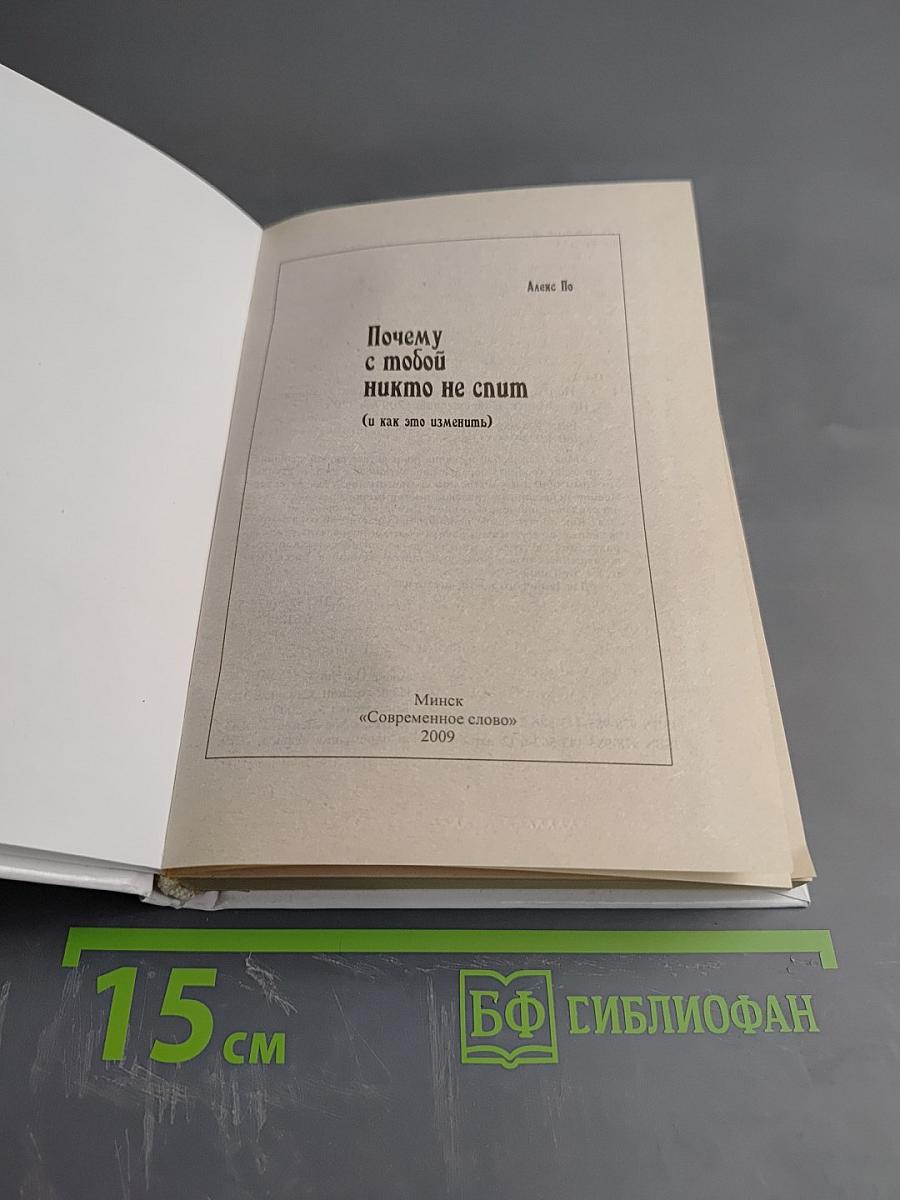 Алекс По
Почему
с тобой
никто не спит
(и как это изменить)
Минск
«Современное слово»
2009
15 см
БФ БИБЛИОФАН